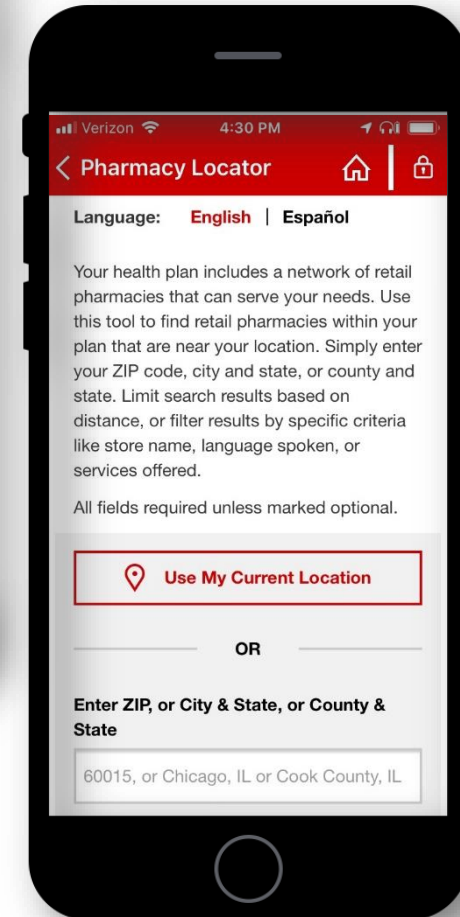 Verizon 4:30 PM
Pharmacy Locator
Language: English | Español
Your health plan includes a network of retail
pharmacies that can serve your needs. Use
this tool to find retail pharmacies within your
plan that are near your location. Simply enter
your ZIP code, city and state, or county and
state. Limit search results based on
distance, or filter results by specific criteria
like store name, language spoken, or
services offered.
All fields required unless marked optional.
Use My Current Location
OR
Enter ZIP, or City & State, or County &
State
60015, or Chicago, IL or Cook County, IL